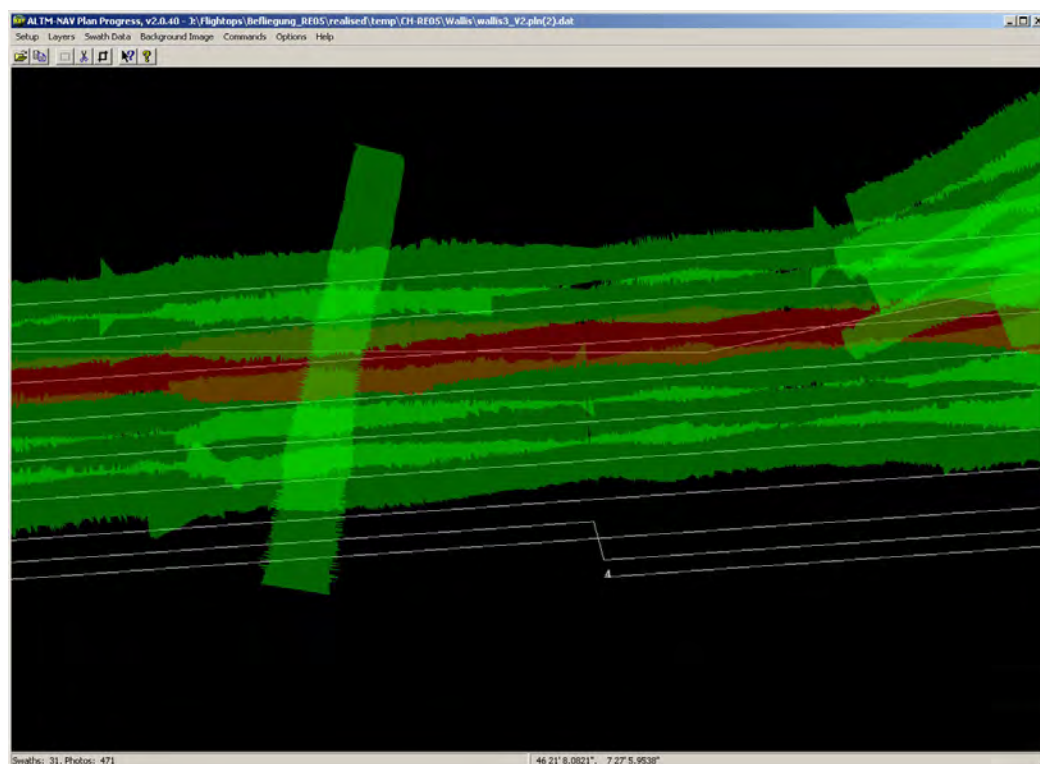 ALTM-NAV Plan Progress, v2.0.40 - J:\Flightops\Befliegung_RE05\realised\temp\CH-RE05\Wallis\wallis3_V2.pln(2).dat
Setup Layers Swath Data Background Image Commands Options Help
Swaths: 31, Photos: 471 46 21' 8.0821", 7 27' 5.9538"